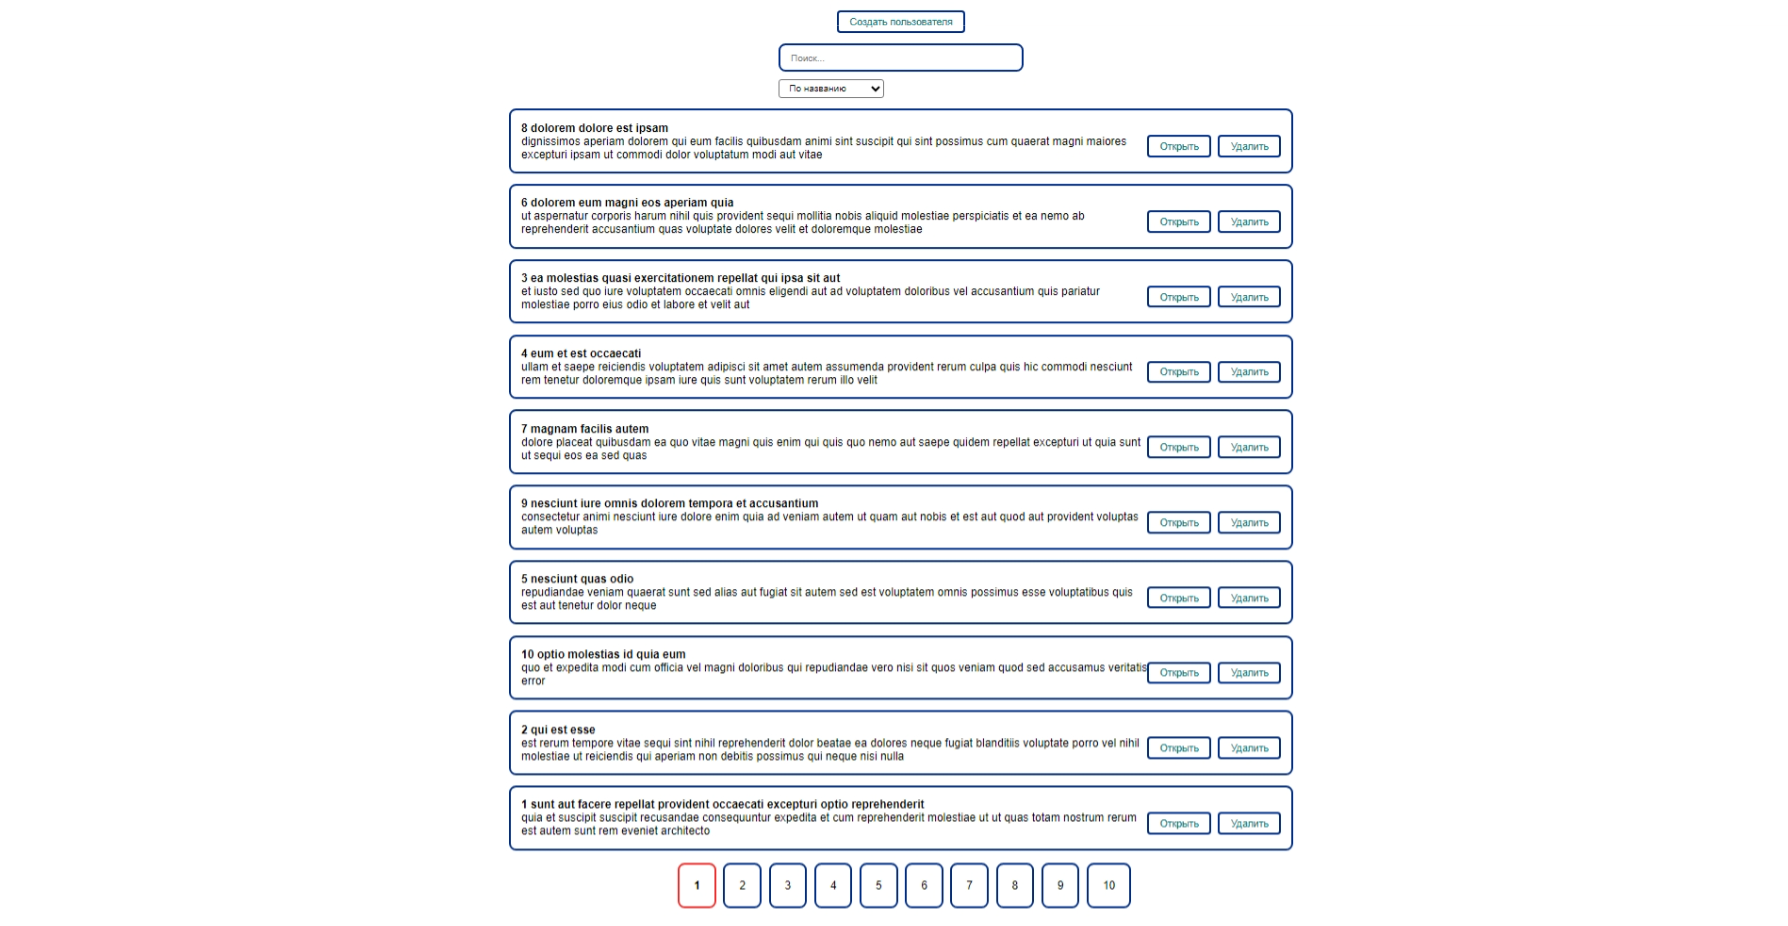 Создать пользователя
Поиск...
По названию
8 dolorem dolore est ipsam
dignissimos aperiam dolorem qui eum facilis quibusdam animi sint suscipit qui sint possimus cum quaerat magni maiores
excepturi ipsam ut commodi dolor voluptatum modi aut vitae
Открыть Удалить
6 dolorem eum magni eos aperiam quia
ut aspernatur corporis harum nihil quis provident sequi mollitia nobis aliquid molestiae perspiciatis et ea nemo ab
reprehenderit accusantium quas voluptate dolores velit et doloremque molestiae
Открыть Удалить
3 ea molestias quasi exercitationem repellat qui ipsa sit aut
et iusto sed quo iure voluptatem occaecati omnis eligendi aut ad voluptatem doloribus vel accusantium quis pariatur
molestiae porro eius odio et labore et velit aut
Открыть Удалить
4 eum et est occaecati
ullam et saepe reiciendis voluptatem adipisci sit amet autem assumenda provident rerum culpa quis hic commodi nesciunt
rem tenetur doloremque ipsam iure quis sunt voluptatem rerum illo velit
Открыть Удалить
7 magnam facilis autem
dolore placeat quibusdam ea quo vitae magni quis enim qui quis quo nemo aut saepe quidem repellat excepturi ut quia sunt
ut sequi eos ea sed quas
Открыть Удалить
9 nesciunt iure omnis dolorem tempora et accusantium
consectetur animi nesciunt iure dolore enim quia ad veniam autem ut quam aut nobis et est aut quod aut provident voluptas
autem voluptas
Открыть Удалить
5 nesciunt quas odio
repudiandae veniam quaerat sunt sed alias aut fugiat sit autem sed est voluptatem omnis possimus esse voluptatibus quis
est aut tenetur dolor neque
Открыть Удалить
10 optio molestias id quia eum
quo et expedita modi cum officia vel magni doloribus qui repudiandae vero nisi sit quos veniam quod sed accusamus veritatis
error
Открыть Удалить
2 qui est esse
est rerum tempore vitae sequi sint nihil reprehenderit dolor beatae ea dolores neque fugiat blanditiis voluptate porro vel nihil
molestiae ut reiciendis qui aperiam non debitis possimus qui neque nisi nulla
Открыть Удалить
1 sunt aut facere repellat provident occaecati excepturi optio reprehenderit
quia et suscipit suscipit recusandae consequuntur expedita et cum reprehenderit molestiae ut ut quas totam nostrum rerum
est autem sunt rem eveniet architecto
Открыть Удалить
1 2 3 4 5 6 7 8 9 10